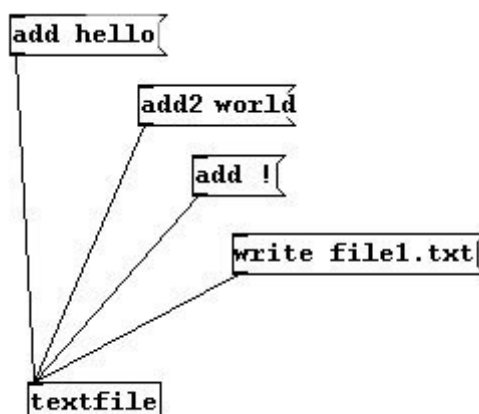 add hello
add2 world
add !
write file1.txt
textfile